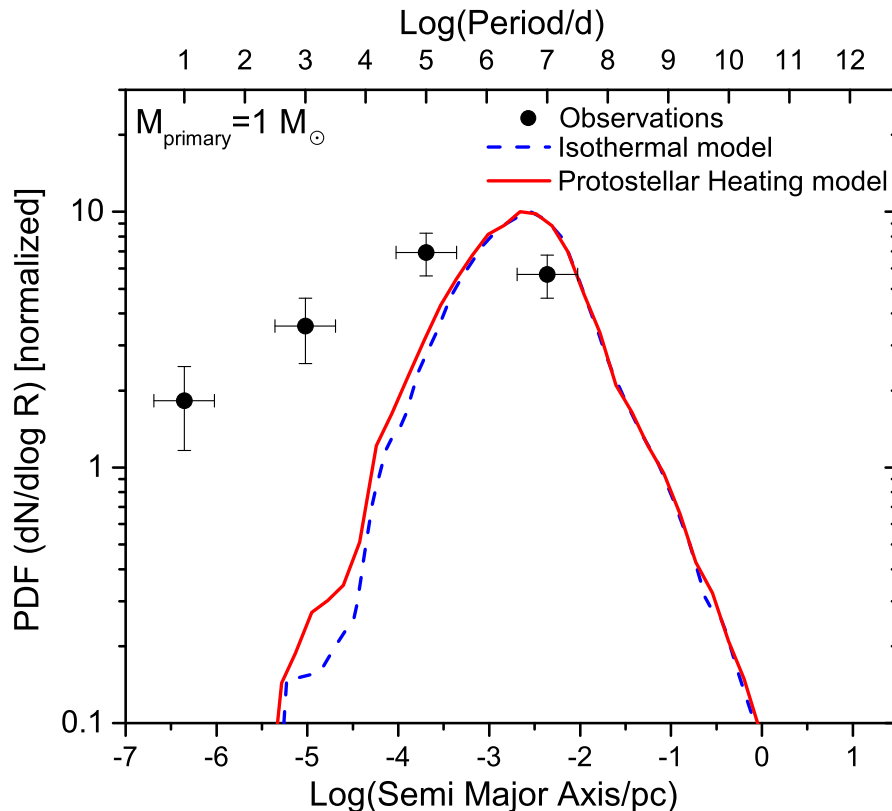 Log(Period/d)
1 2 3 4 5 6 7 8 9 10 11 12
M_primary=1 M_⊙
Observations
Isothermal model
Protostellar Heating model
10
1
0.1
PDF (dN/dlog R) [normalized]
-7 -6 -5 -4 -3 -2 -1 0 1
Log(Semi Major Axis/pc)